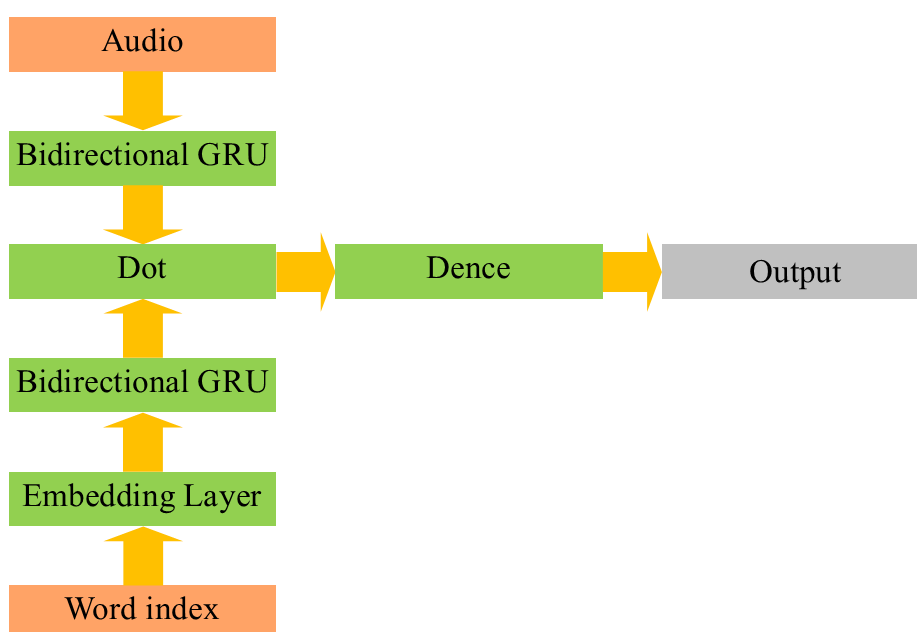 Audio
Bidirectional GRU
Dot
Dence
Output
Bidirectional GRU
Embedding Layer
Word index